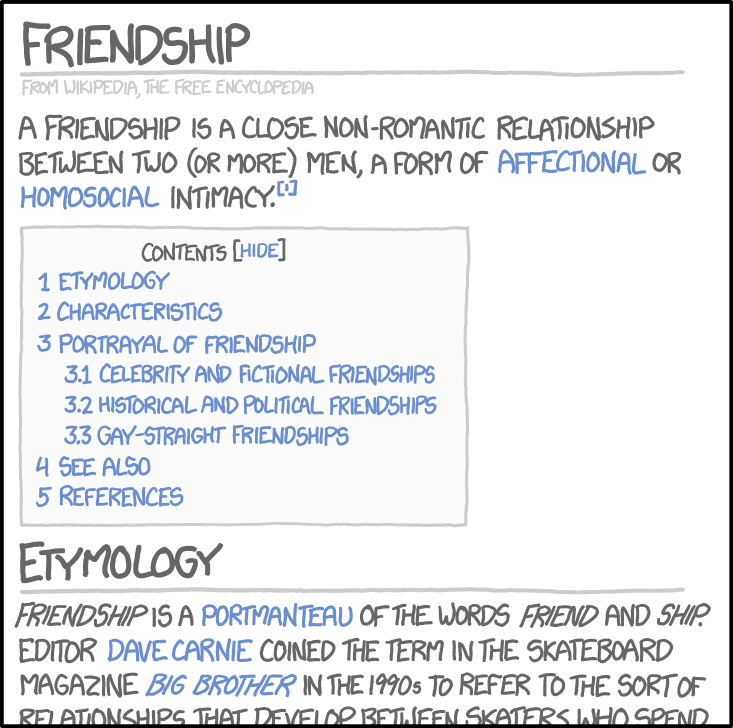 FRIENDSHIP
FROM WIKIPEDIA, THE FREE ENCYCLOPEDIA
A FRIENDSHIP IS A CLOSE NON-ROMANTIC RELATIONSHIP
BETWEEN TWO (OR MORE) MEN, A FORM OF AFFECTIONAL OR
HOMOSOCIAL INTIMACY.[1]
CONTENTS [HIDE]
1 ETYMOLOGY
2 CHARACTERISTICS
3 PORTRAYAL OF FRIENDSHIP
3.1 CELEBRITY AND FICTIONAL FRIENDSHIPS
3.2 HISTORICAL AND POLITICAL FRIENDSHIPS
3.3 GAY-STRAIGHT FRIENDSHIPS
4 SEE ALSO
5 REFERENCES
ETYMOLOGY
FRIENDSHIP IS A PORTMANTEAU OF THE WORDS FRIEND AND SHIP.
EDITOR DAVE CARNIE COINED THE TERM IN THE SKATEBOARD
MAGAZINE BIG BROTHER IN THE 1990s TO REFER TO THE SORT OF
RELATIONSHIPS THAT DEVELOP BETWEEN SKATERS WHO SPEND